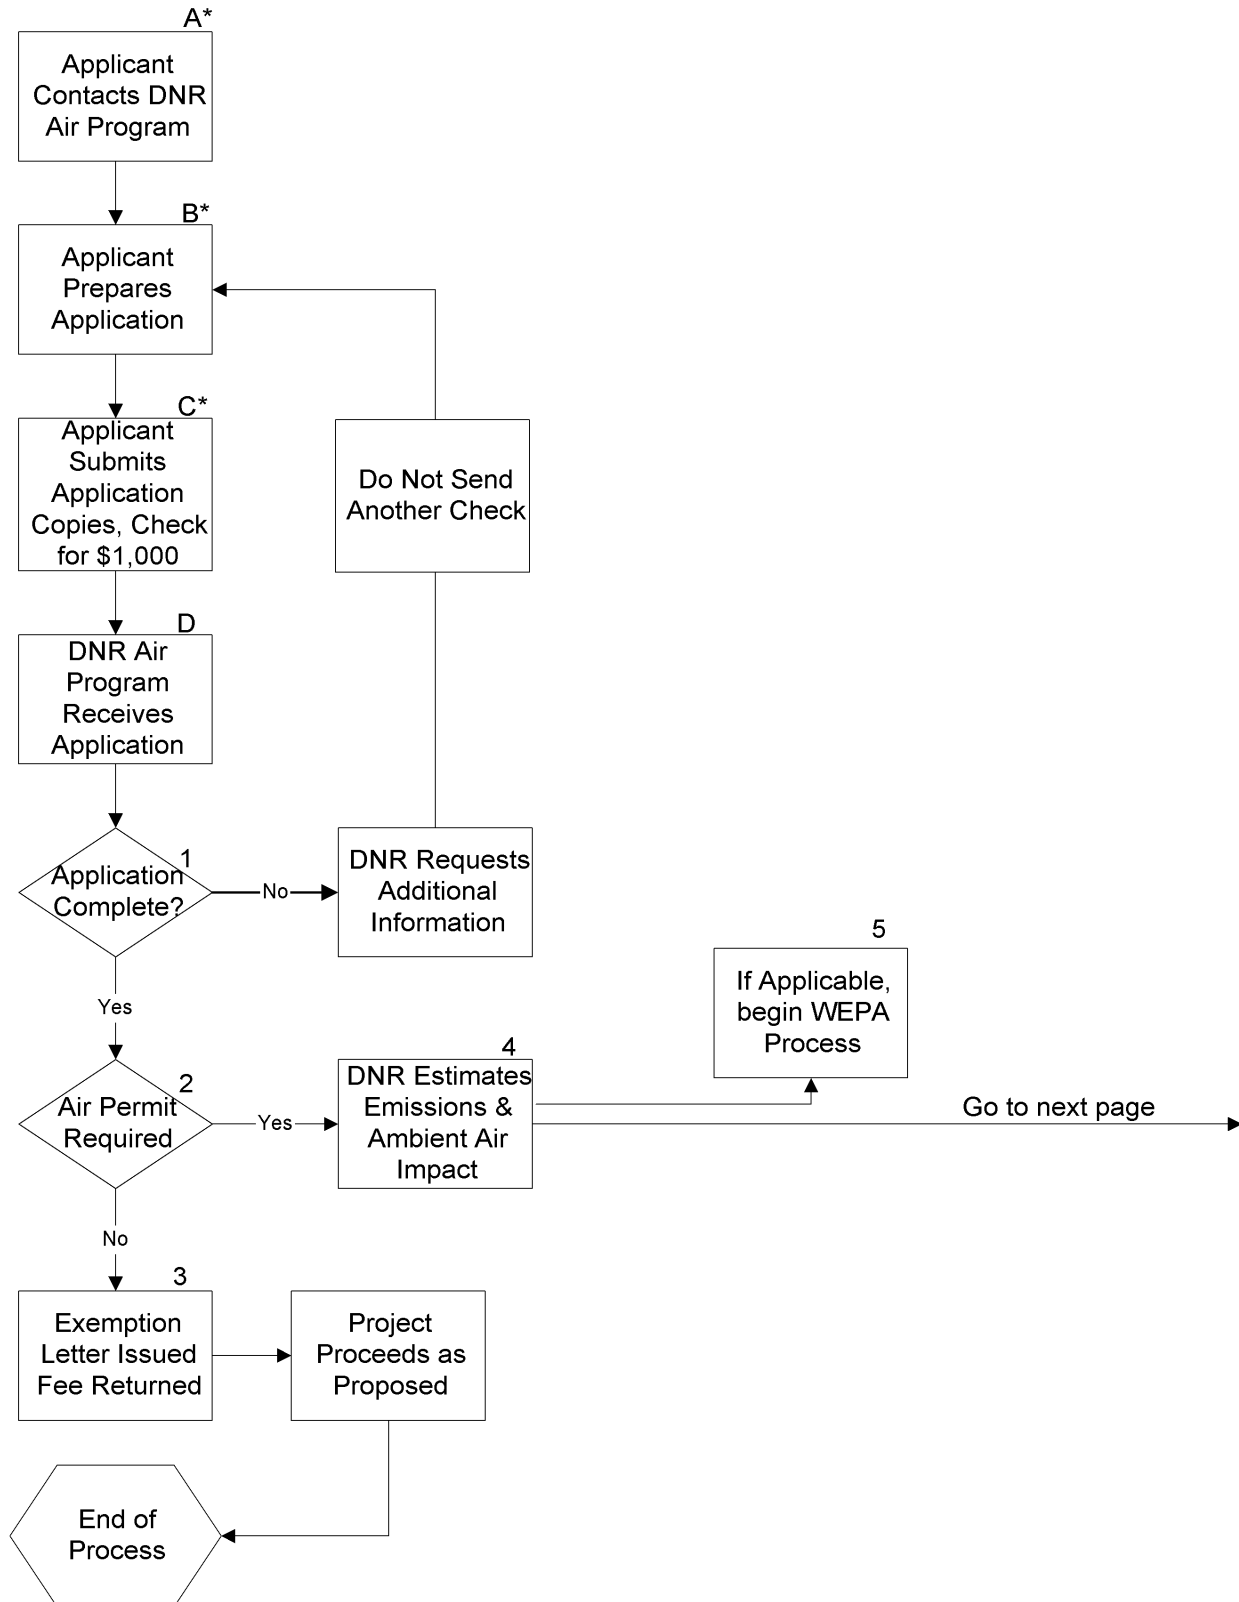 A*
Applicant
Contacts DNR
Air Program
B*
Applicant
Prepares
Application
C*
Applicant
Submits
Application
Copies, Check
for $1,000
Do Not Send
Another Check
D
DNR Air
Program
Receives
Application
1
Application
Complete?
No
DNR Requests
Additional
Information
Yes
5
If Applicable,
begin WEPA
Process
2
Air Permit
Required
Yes
4
DNR Estimates
Emissions &
Ambient Air
Impact
Go to next page
No
3
Exemption
Letter Issued
Fee Returned
Project
Proceeds as
Proposed
End of
Process